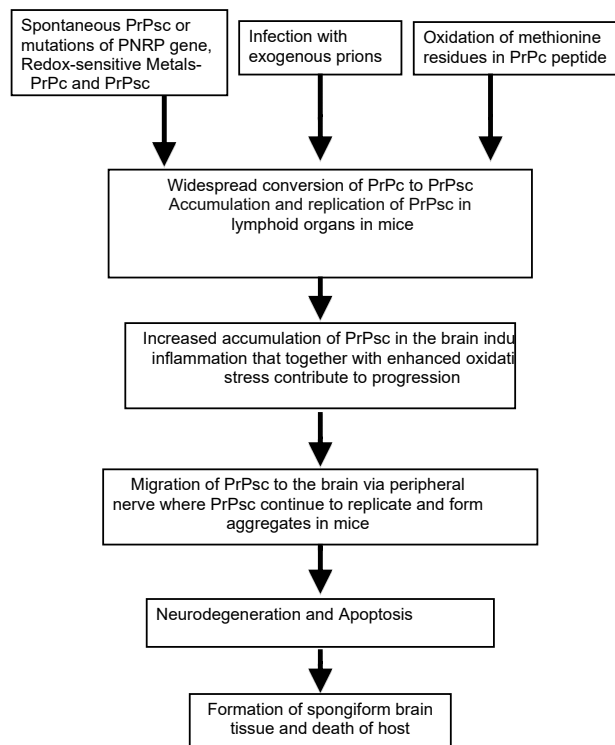 Spontaneous PrPsc or
mutations of PNRP gene,
Redox-sensitive Metals-
PrPc and PrPsc
Infection with
exogenous prions
Oxidation of methionine
residues in PrPc peptide
Widespread conversion of PrPc to PrPsc
Accumulation and replication of PrPsc in
lymphoid organs in mice
Increased accumulation of PrPsc in the brain indu
inflammation that together with enhanced oxidati
stress contribute to progression
Migration of PrPsc to the brain via peripheral
nerve where PrPsc continue to replicate and form
aggregates in mice
Neurodegeneration and Apoptosis
Formation of spongiform brain
tissue and death of host